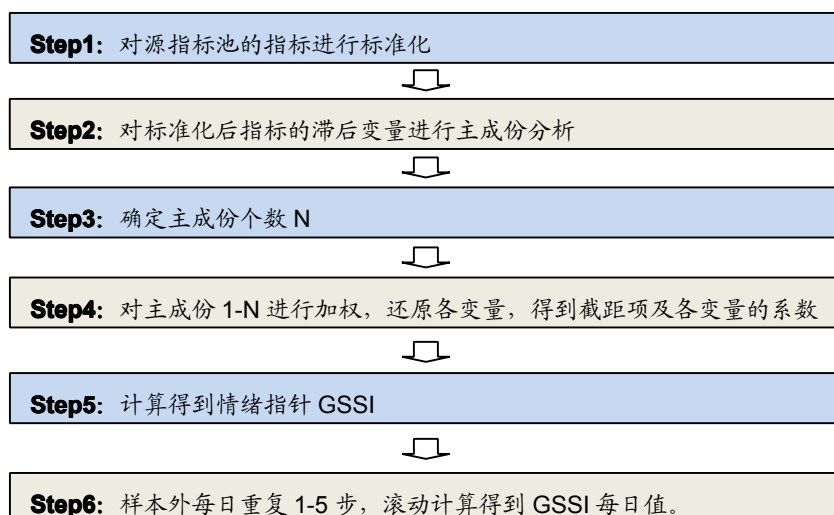 Step1：对源指标池的指标进行标准化
Step2：对标准化后指标的滞后变量进行主成份分析
Step3：确定主成份个数 N
Step4：对主成份 1-N 进行加权，还原各变量，得到截距项及各变量的系数
Step5：计算得到情绪指针 GSSI
Step6：样本外每日重复 1-5 步，滚动计算得到 GSSI 每日值。